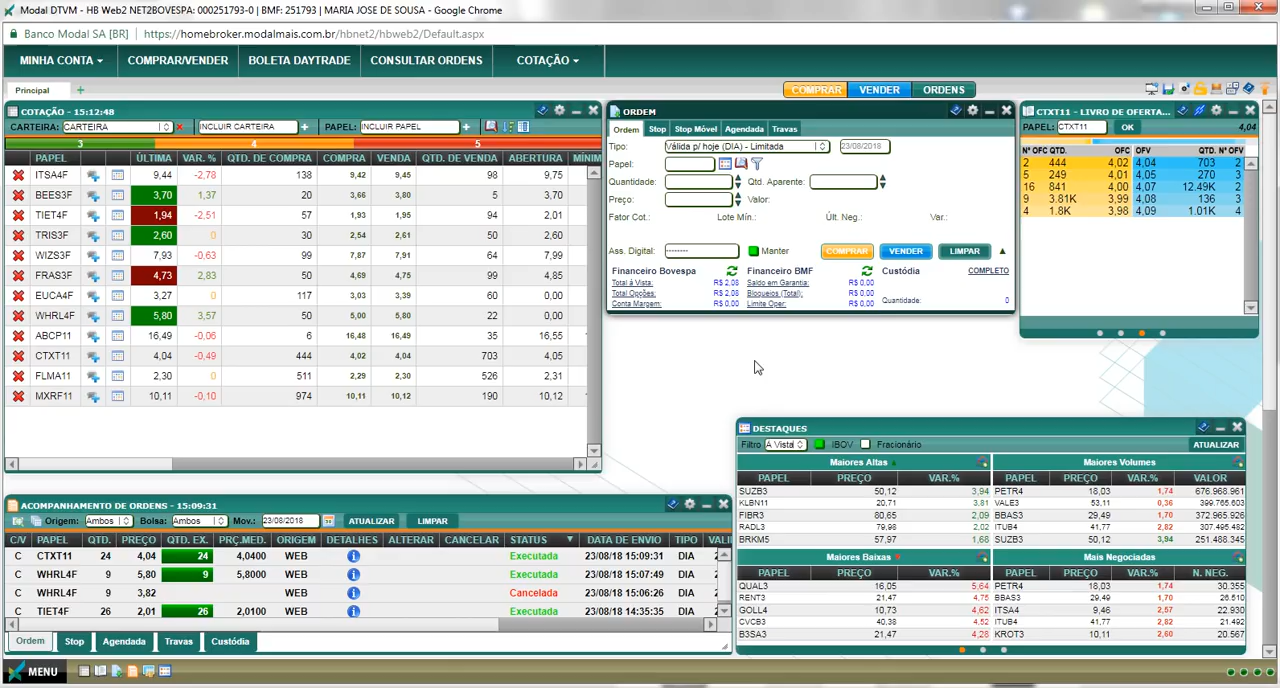 Modal DTVM - HB Web2 NET2BOVESPA: 000251793-0 | BMF: 251793 | MARIA JOSE DE SOUSA - Google Chrome
Banco Modal SA [BR] | https://homebroker.modalmais.com.br/hbnet2/hbweb2/Default.aspx
MINHA CONTA COMPRAR/VENDER BOLETA DAYTRADE CONSULTAR ORDENS COTAÇÃO
Principal +
COMPRAR VENDER ORDENS
COTAÇÃO - 15:12:48
CARTEIRA: CARTEIRA INCLUIR CARTEIRA + PAPEL: INCLUIR PAPEL +
3 4 5
PAPEL ÚLTIMA VAR. % QTD. DE COMPRA COMPRA VENDA QTD. DE VENDA ABERTURA MÍNIM
ITSA4F 9,44 -2,78 138 9,42 9,45 98 9,75
BEES3F 3,70 1,37 20 3,66 3,80 5 3,70
TIET4F 1,94 -2,51 57 1,93 1,95 94 2,01
TRIS3F 2,60 0 30 2,54 2,61 50 2,60
WIZS3F 7,93 -0,63 99 7,87 7,91 64 7,99
FRAS3F 4,73 2,83 50 4,69 4,75 99 4,85
EUCA4F 3,27 0 117 3,03 3,39 60 0,00
WHRL4F 5,80 3,57 50 5,00 5,80 22 0,00
ABCP11 16,49 -0,06 6 16,48 16,49 35 16,55
CTXT11 4,04 -0,49 444 4,02 4,04 703 4,05
FLMA11 2,30 0 511 2,29 2,30 526 2,31
MXRF11 10,11 -0,10 974 10,11 10,12 190 10,12
ORDEM
Ordem Stop Stop Móvel Agendada Travas
Tipo: Válida p/ hoje (DIA) - Limitada 23/08/2018
Papel:
Quantidade: Qtd. Aparente:
Preço: Valor:
Fator Cot.: Lote Mín.: Últ. Neg.: Var.:
Ass. Digital: -------- Manter COMPRAR VENDER LIMPAR
Financeiro Bovespa Financeiro BMF Custódia COMPLETO
Total à Vista: R$ 2,08 Saldo em Garantia: R$ 0,00
Total Opções: R$ 2,08 Bloqueios (Total): R$ 0,00 Quantidade: 0
Conta Margem: R$ 0,00 Limite Oper: R$ 0,00
CTXT11 - LIVRO DE OFERTA...
PAPEL: CTXT11 OK 4,04
Nº OFC QTD. OFC OFV QTD. Nº OFV
2 444 4,02 4,04 703 2
5 249 4,01 4,05 270 3
16 841 4,00 4,07 12.49K 2
9 3.81K 3,99 4,08 136 3
4 1.8K 3,98 4,09 1.01K 4
DESTAQUES
Filtro A Vista IBOV Fracionário ATUALIZAR
Maiores Altas Maiores Volumes
PAPEL PREÇO VAR.% PAPEL PREÇO VAR.% VALOR
SUZB3 50,12 3,94 PETR4 18,03 1,74 676.968.961
KLBN11 20,71 3,81 VALE3 53,11 0,36 399.765.603
FIBR3 80,65 2,09 BBAS3 29,49 1,70 372.965.926
RADL3 79,98 2,02 ITUB4 41,77 2,82 307.495.482
BRKM5 57,97 1,68 SUZB3 50,12 3,94 251.488.345
Maiores Baixas Mais Negociadas
PAPEL PREÇO VAR.% PAPEL PREÇO VAR.% N. NEG.
QUAL3 16,05 5,64 PETR4 18,03 1,74 30.355
RENT3 21,47 4,75 BBAS3 29,49 1,70 26.510
GOLL4 10,73 4,62 ITSA4 9,46 2,57 22.930
CVCB3 40,38 4,52 ITUB4 41,77 2,82 21.492
B3SA3 21,47 4,28 KROT3 10,11 2,60 20.567
ACOMPANHAMENTO DE ORDENS - 15:09:31
Origem: Ambos Bolsa: Ambos Mov.: 23/08/2018 ATUALIZAR LIMPAR
C/V PAPEL QTD. PREÇO QTD. EX. PRÇ.MED. ORIGEM DETALHES ALTERAR CANCELAR STATUS DATA DE ENVIO TIPO VALI
C CTXT11 24 4,04 24 4,0400 WEB Executada 23/08/18 15:09:31 DIA
C WHRL4F 9 5,80 9 5,8000 WEB Executada 23/08/18 15:07:49 DIA
C WHRL4F 9 3,82 WEB Cancelada 23/08/18 15:06:28 DIA
C TIET4F 26 2,01 26 2,0100 WEB Executada 23/08/18 14:35:35 DIA
Ordem Stop Agendada Travas Custódia
MENU